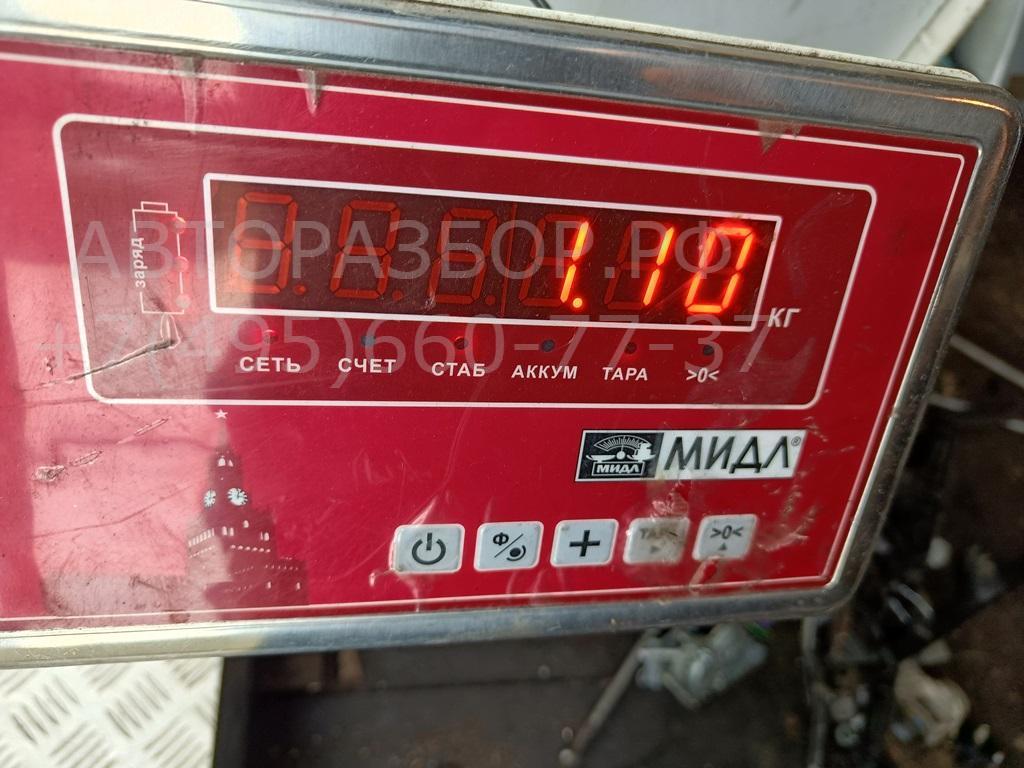 АВТОРАЗБОР.РФ
заряд
1.10
КГ
+7(495)660-77-37
СЕТЬ СЧЕТ СТАБ АККУМ ТАРА >0<
МИДЛ МИДЛ®
Ф ТАРА >0<